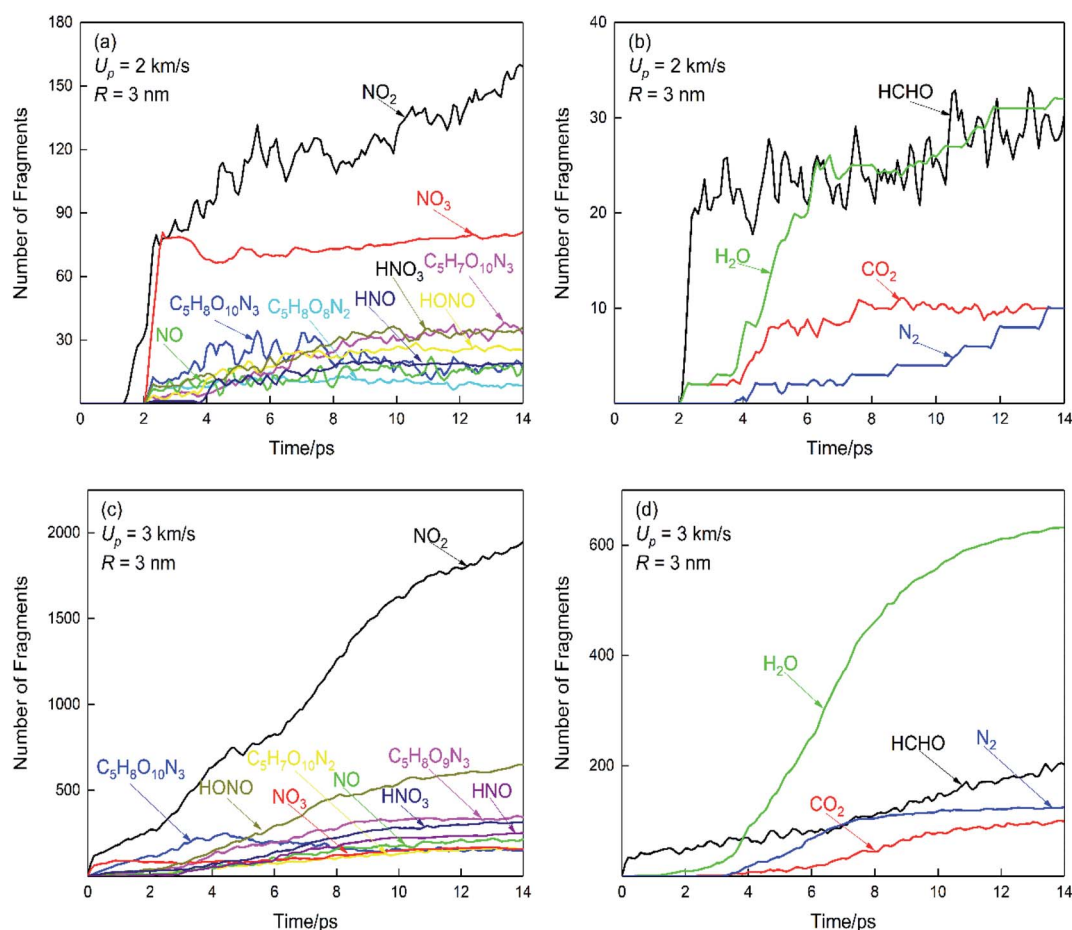 (a)
U_p = 2 km/s
R = 3 nm
NO₂
NO₃
C₅H₇O₁₀N₃
HNO₃
C₅H₈O₁₀N₃
C₅H₈O₈N₂
HNO
HONO
NO
180
150
120
90
60
30
0 2 4 6 8 10 12 14
Number of Fragments
Time/ps
(b)
U_p = 2 km/s
R = 3 nm
HCHO
H₂O
CO₂
N₂
40
30
20
10
0
0 2 4 6 8 10 12 14
Number of Fragments
Time/ps
(c)
U_p = 3 km/s
R = 3 nm
NO₂
C₅H₈O₁₀N₃
HONO
C₅H₇O₁₀N₂
NO₃
NO
C₅H₈O₉N₃
HNO₃
HNO
2000
1500
1000
500
0 2 4 6 8 10 12 14
Number of Fragments
Time/ps
(d)
U_p = 3 km/s
R = 3 nm
H₂O
HCHO
N₂
CO₂
600
400
200
0 2 4 6 8 10 12 14
Number of Fragments
Time/ps